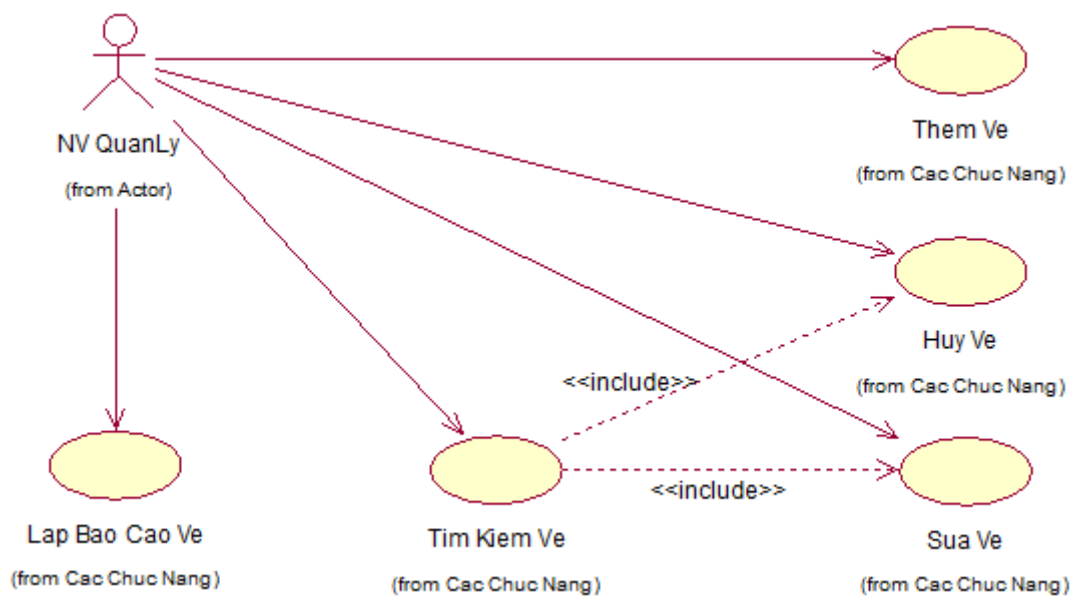 NV QuanLy
(from Actor)
Them Ve
(from Cac Chuc Nang)
Huy Ve
(from Cac Chuc Nang)
<<include>>
<<include>>
Lap Bao Cao Ve
(from Cac Chuc Nang)
Tim Kiem Ve
(from Cac Chuc Nang)
Sua Ve
(from Cac Chuc Nang)